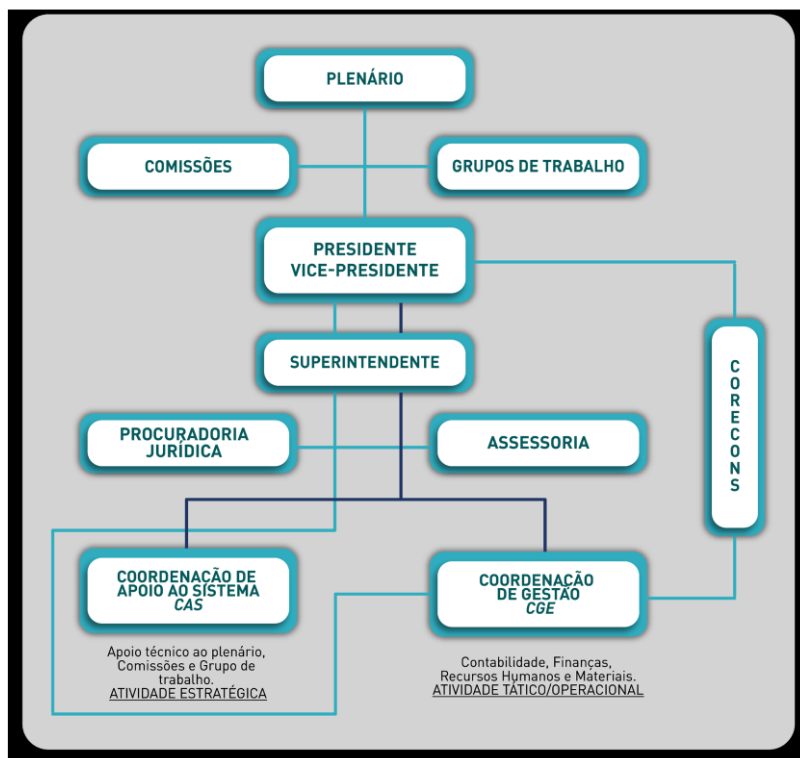 PLENÁRIO
COMISSÕES
GRUPOS DE TRABALHO
PRESIDENTE
VICE-PRESIDENTE
SUPERINTENDENTE
CORECONS
PROCURADORIA
JURÍDICA
ASSESSORIA
COORDENAÇÃO DE
APOIO AO SISTEMA
CAS
COORDENAÇÃO
DE GESTÃO
CGE
Apoio técnico ao plenário,
Comissões e Grupo de
trabalho.
ATIVIDADE ESTRATÉGICA
Contabilidade, Finanças,
Recursos Humanos e Materiais.
ATIVIDADE TÁTICO/OPERACIONAL